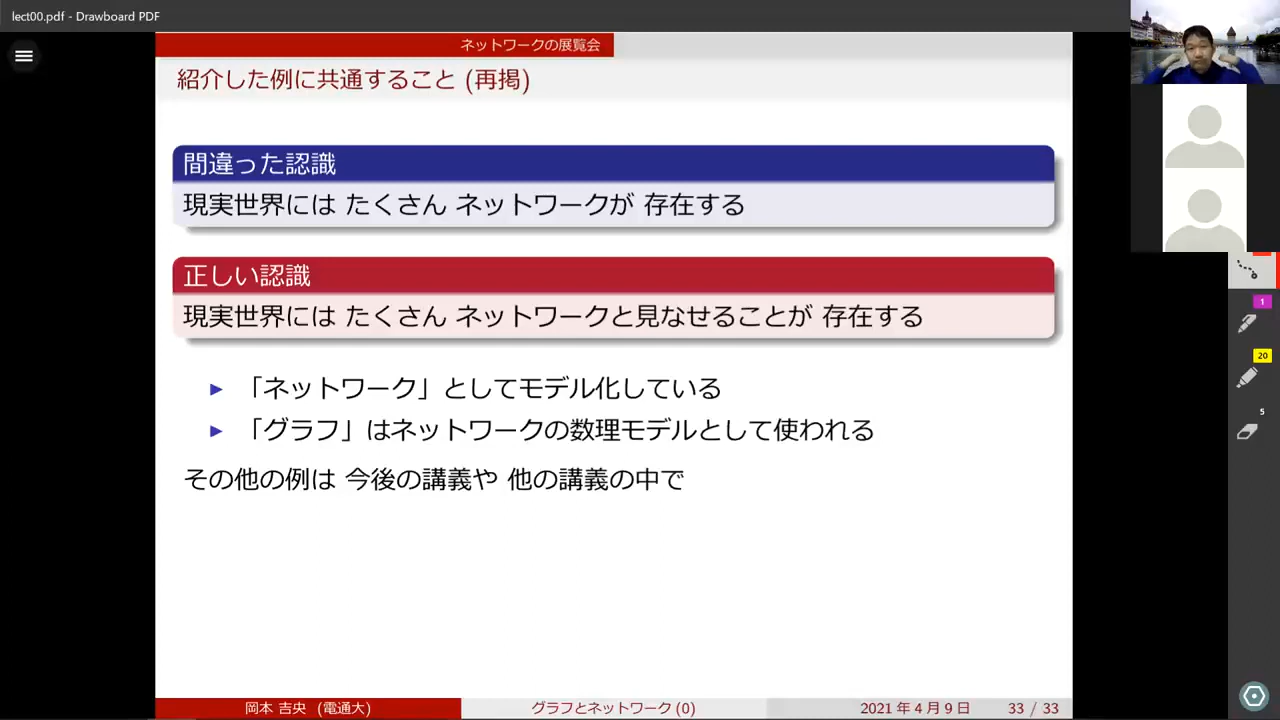 lect00.pdf - Drawboard PDF
ネットワークの展覧会
紹介した例に共通すること (再掲)
間違った認識
現実世界には たくさん ネットワークが 存在する
正しい認識
現実世界には たくさん ネットワークと見なせることが 存在する
▶ 「ネットワーク」としてモデル化している
▶ 「グラフ」はネットワークの数理モデルとして使われる
その他の例は 今後の講義や 他の講義の中で
1
20
5
岡本 吉央 (電通大) グラフとネットワーク (0) 2021 年 4 月 9 日 33 / 33